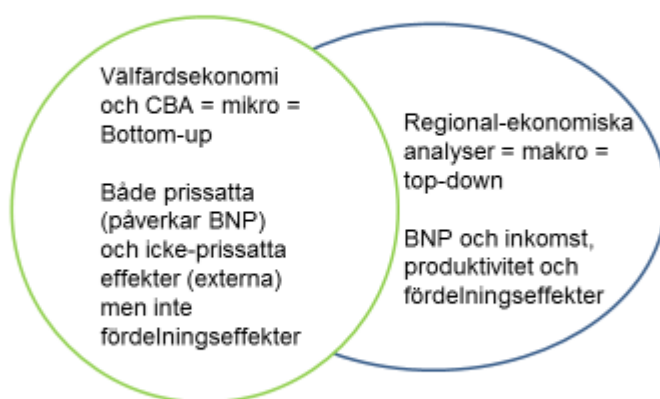 Välfärdsekonomi
och CBA = mikro =
Bottom-up
Både prissatta
(påverkar BNP)
och icke-prissatta
effekter (externa)
men inte
fördelningseffekter
Regional-ekonomiska
analyser = makro =
top-down
BNP och inkomst,
produktivitet och
fördelningseffekter